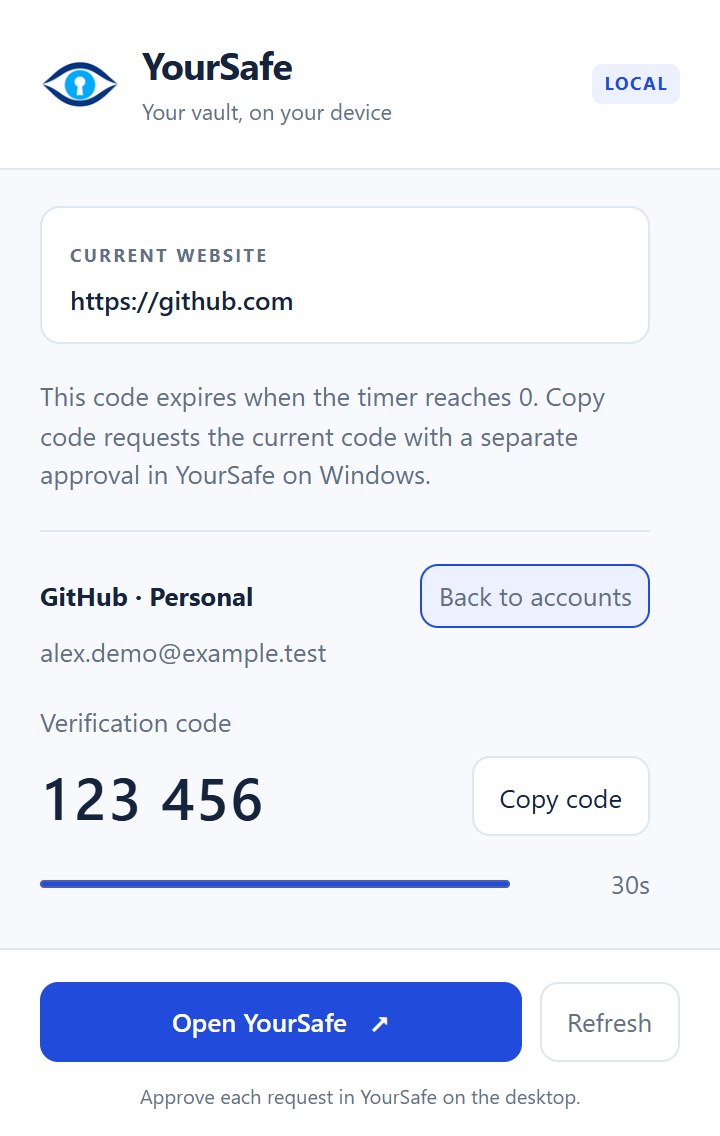 YourSafe
Your vault, on your device
LOCAL
CURRENT WEBSITE
https://github.com
This code expires when the timer reaches 0. Copy
code requests the current code with a separate
approval in YourSafe on Windows.
GitHub · Personal
Back to accounts
alex.demo@example.test
Verification code
123 456
Copy code
30s
Open YourSafe ↗
Refresh
Approve each request in YourSafe on the desktop.